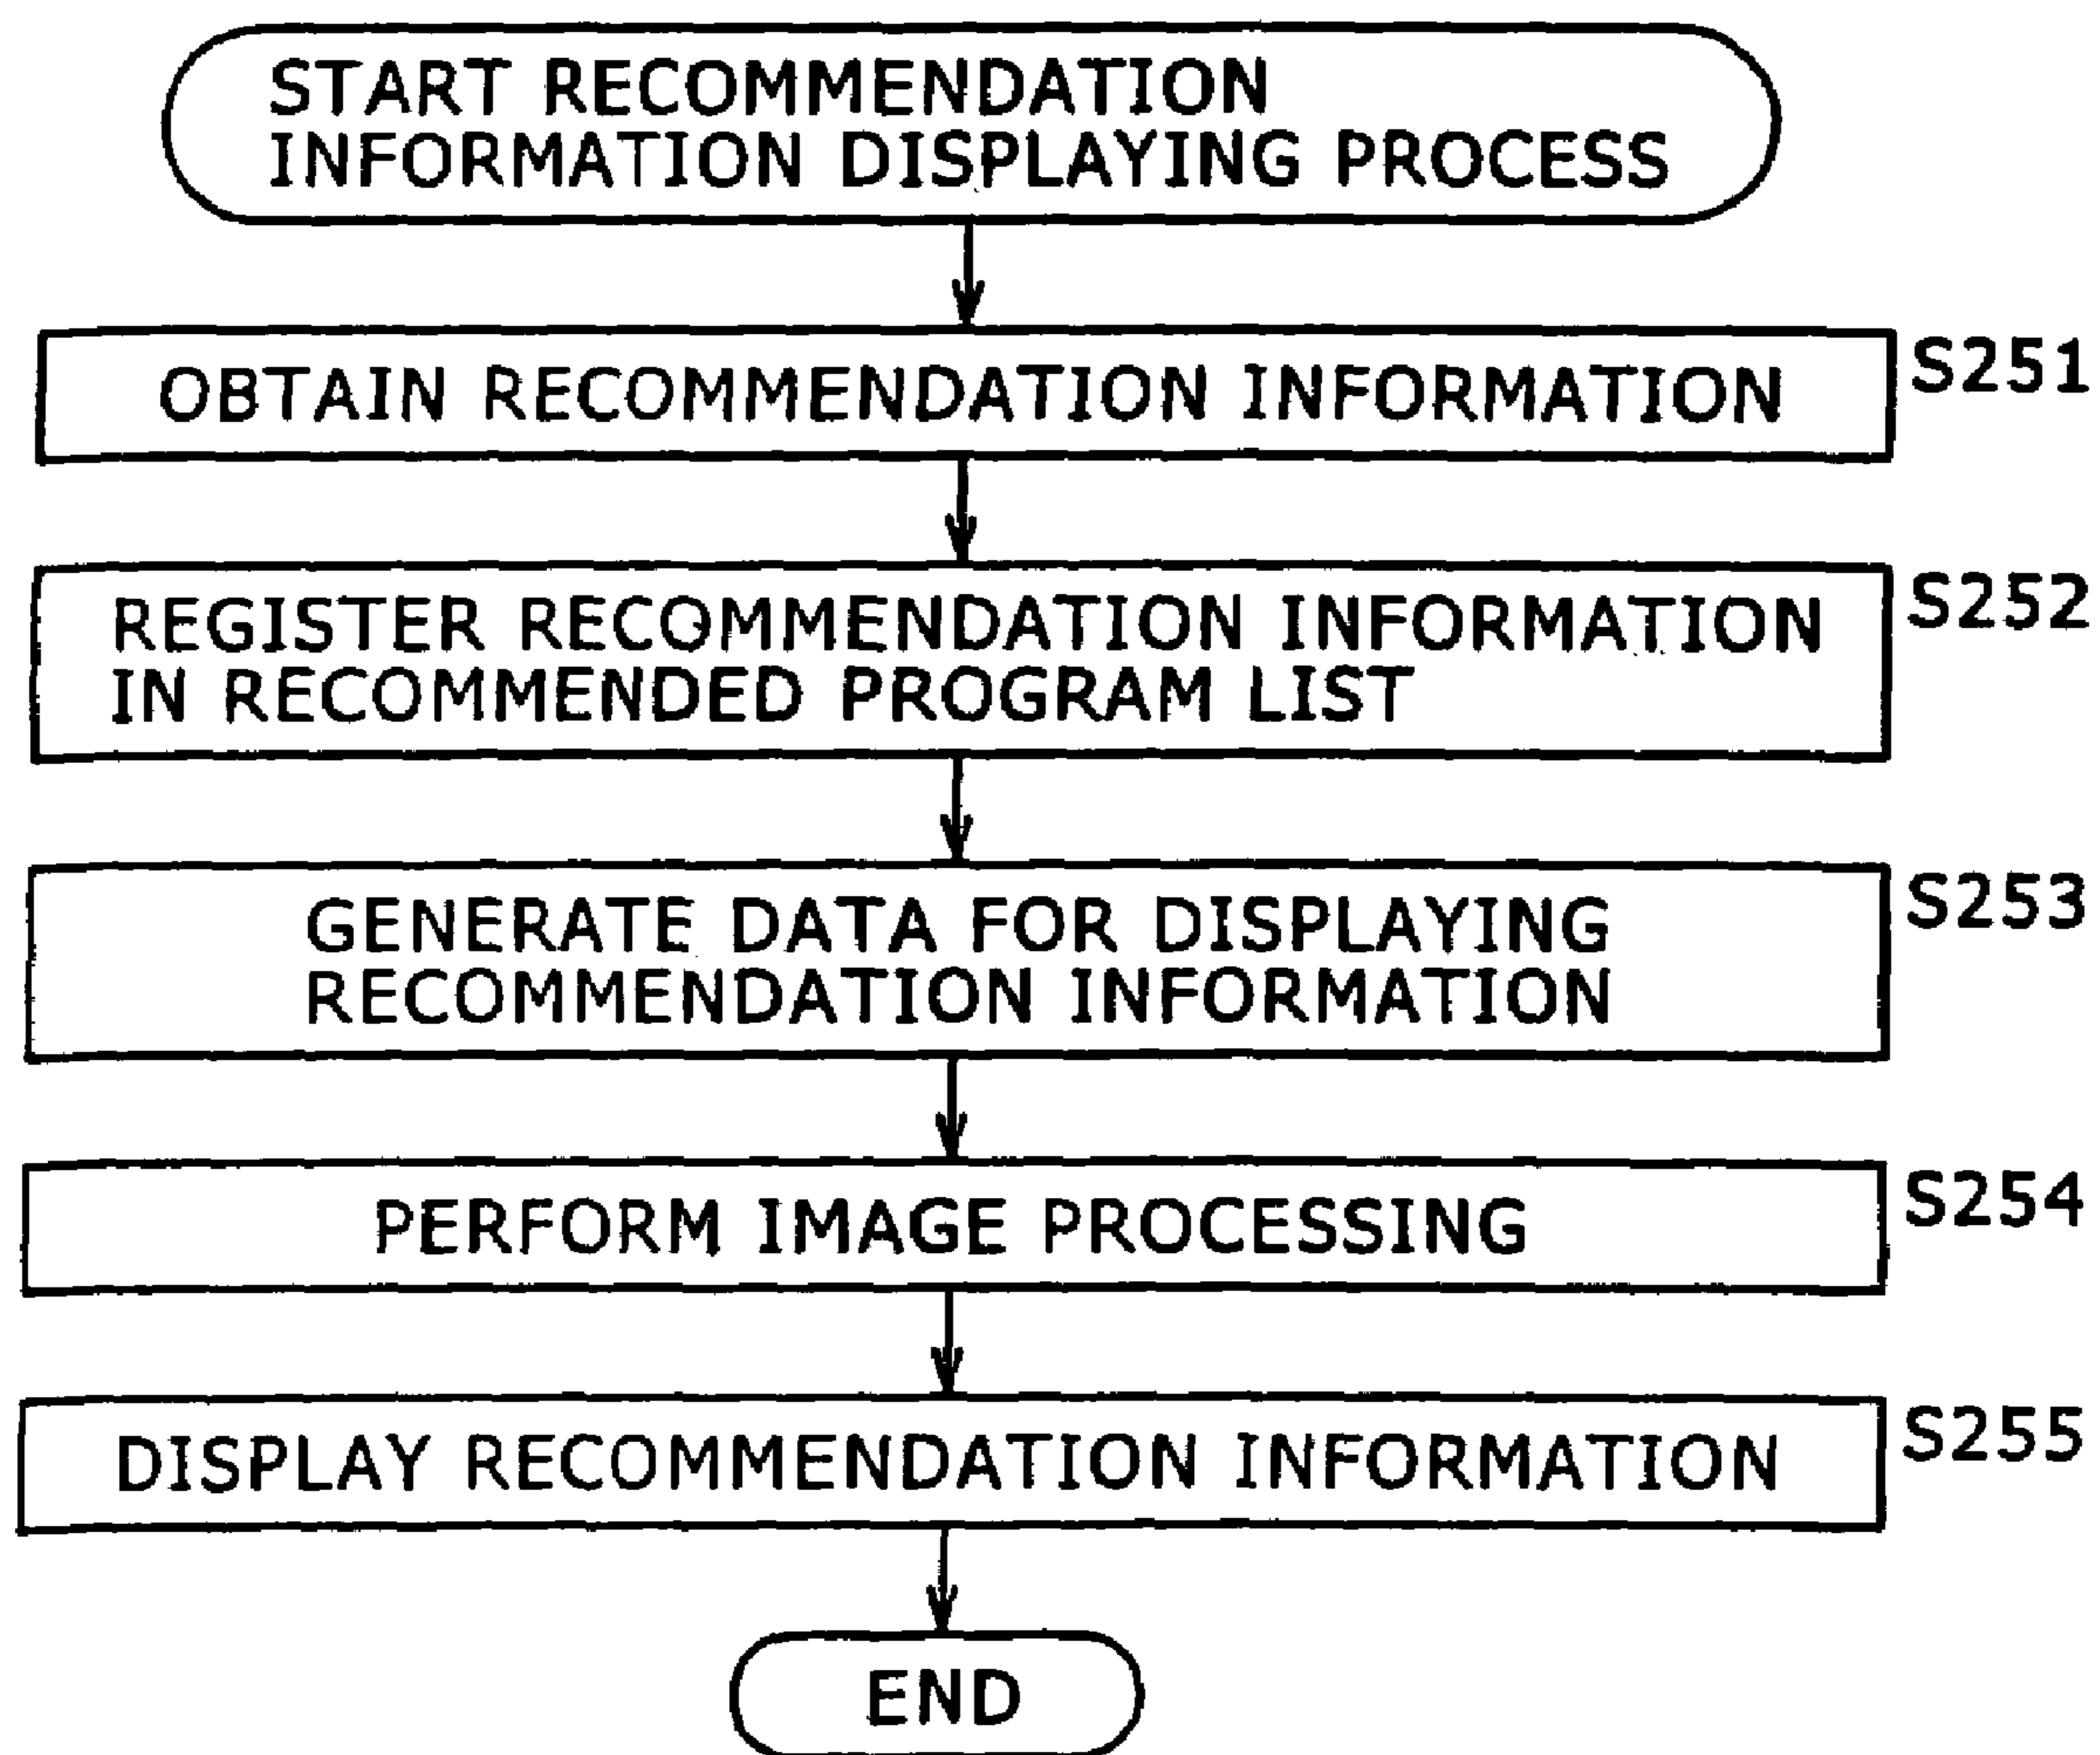 START RECOMMENDATION
INFORMATION DISPLAYING PROCESS
OBTAIN RECOMMENDATION INFORMATION
S251
REGISTER RECOMMENDATION INFORMATION
IN RECOMMENDED PROGRAM LIST
S252
GENERATE DATA FOR DISPLAYING
RECOMMENDATION INFORMATION
S253
PERFORM IMAGE PROCESSING
S254
DISPLAY RECOMMENDATION INFORMATION
S255
END